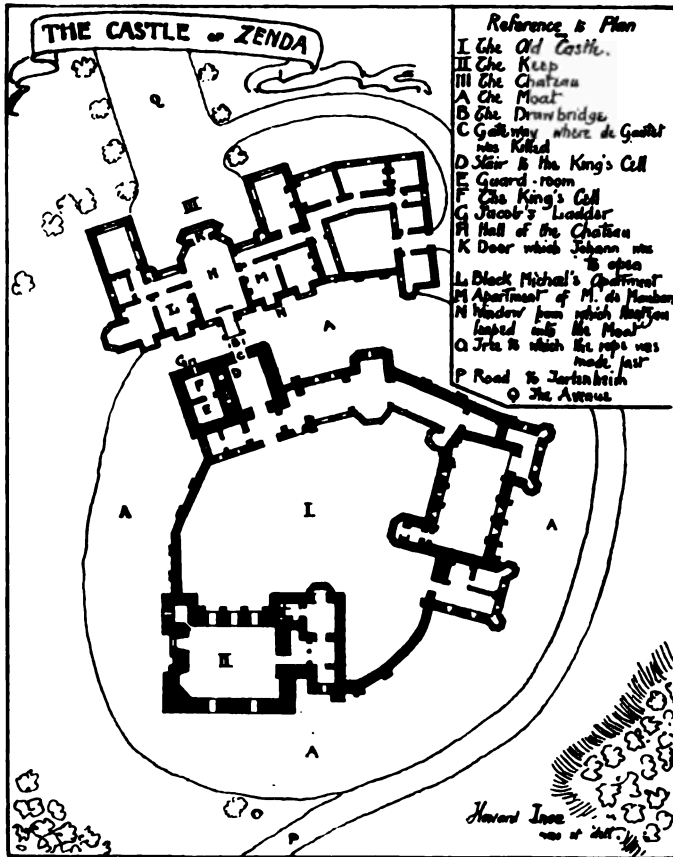 THE CASTLE OF ZENDA
Reference to Plan
I The Old Castle.
II The Keep
III The Chateau
A The Moat
B The Drawbridge
C Gateway where de Gautet
was Killed
D Stair to the King's Cell
E Guard-room
F The King's Cell
G Jacob's Ladder
H Hall of the Chateau
K Door which Johann was
to open
L Black Michael's Apartment
M Apartment of M. de Mauban
N Window from which
leaped into the Moat
O Tree to which the rope was
made fast
P Road to
Q The Avenue
Q
III
K
H
M
L
N
A
B
C
G
D
F
E
A
I
A
II
A
O
P
Howard Ince